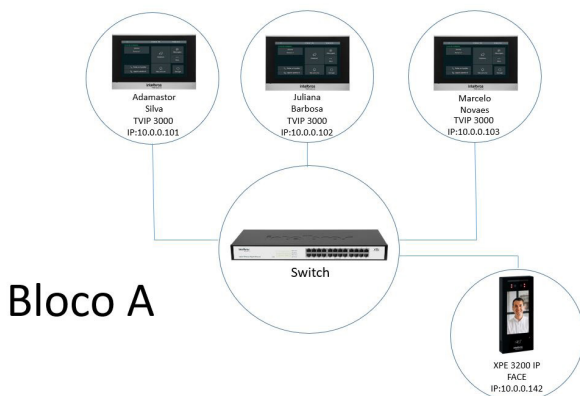 Adamastor
Silva
TVIP 3000
IP:10.0.0.101
Juliana
Barbosa
TVIP 3000
IP:10.0.0.102
Marcelo
Novaes
TVIP 3000
IP:10.0.0.103
Switch
Bloco A
XPE 3200 IP
FACE
IP:10.0.0.142